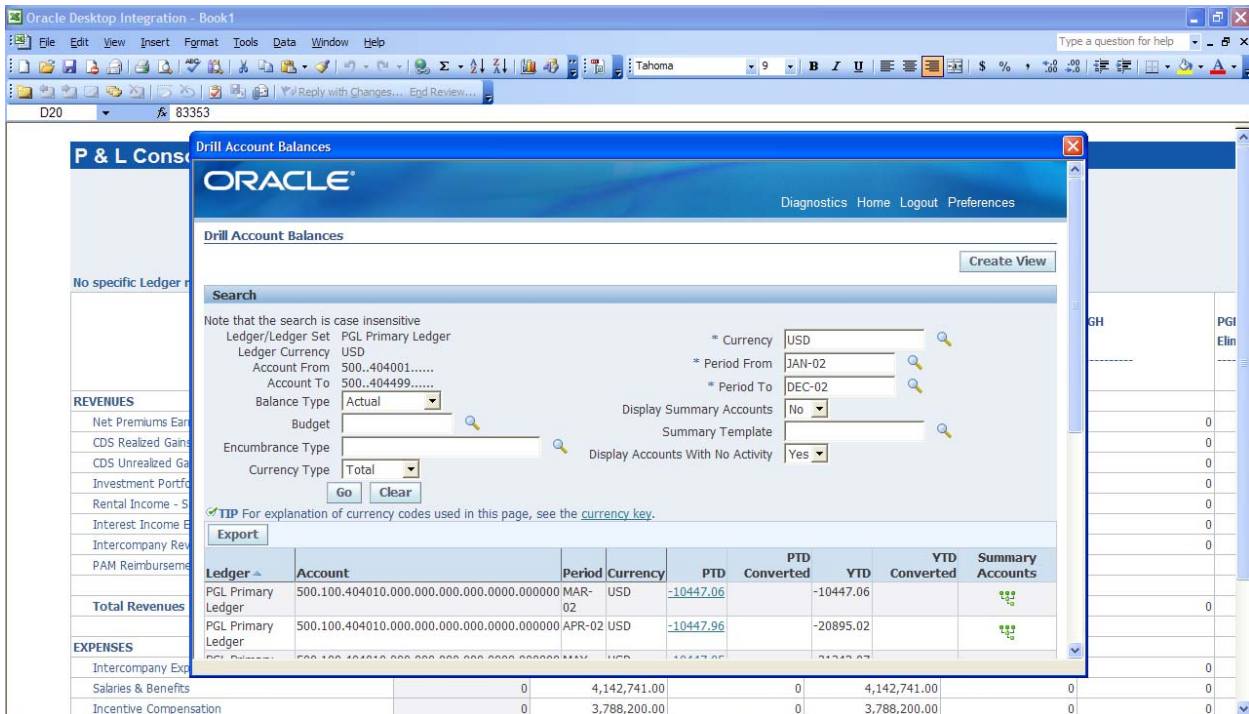 Oracle Desktop Integration - Book1
File Edit View Insert Format Tools Data Window Help
Type a question for help
Tahoma 9 B I U $ % ,
Reply with Changes... End Review...
D20 fx 83353
P & L Conso
Drill Account Balances
ORACLE
Diagnostics Home Logout Preferences
Drill Account Balances
Create View
No specific Ledger r
Search
Note that the search is case insensitive
Ledger/Ledger Set PGL Primary Ledger
Ledger Currency USD
Account From 500..404001......
Account To 500..404499......
Balance Type Actual
Budget
Encumbrance Type
Currency Type Total
* Currency USD
* Period From JAN-02
* Period To DEC-02
Display Summary Accounts No
Summary Template
Display Accounts With No Activity Yes
Go Clear
TIP For explanation of currency codes used in this page, see the currency key.
Export
Ledger Account Period Currency PTD PTD Converted YTD YTD Converted Summary Accounts
PGL Primary Ledger 500.100.404010.000.000.000.000.0000.000000 MAR-02 USD -10447.06 -10447.06
PGL Primary Ledger 500.100.404010.000.000.000.000.0000.000000 APR-02 USD -10447.96 -20895.02
GH
PGI
Elin
REVENUES
Net Premiums Earn 0
CDS Realized Gains 0
CDS Unrealized Ga 0
Investment Portfo 0
Rental Income - S 0
Interest Income E 0
Intercompany Rev 0
PAM Reimburseme
Total Revenues 0
EXPENSES
Intercompany Exp 0
Salaries & Benefits 0 4,142,741.00 0 4,142,741.00 0 0
Incentive Compensation 0 3,788,200.00 0 3,788,200.00 0 0